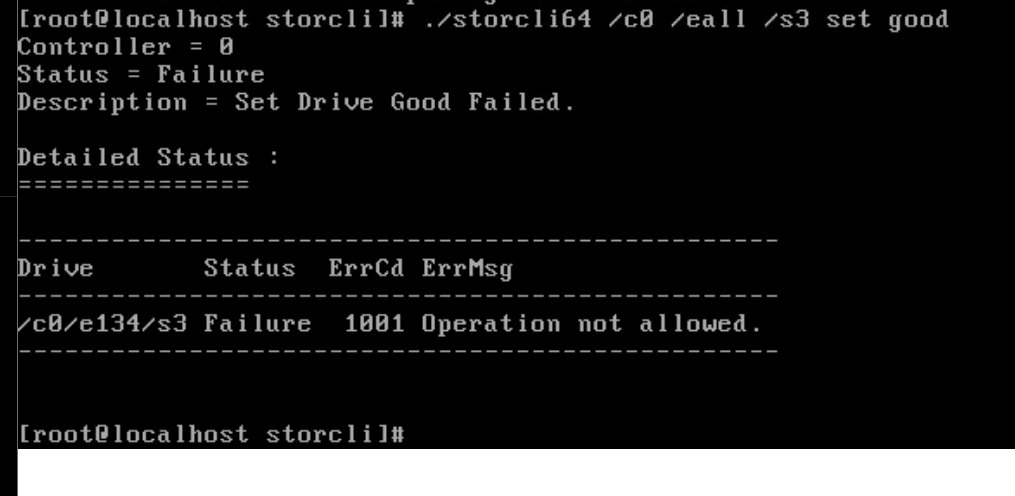 [root@localhost storcli]# ./storcli64 /c0 /eall /s3 set good
Controller = 0
Status = Failure
Description = Set Drive Good Failed.
Detailed Status :
===============
-------------------------------------------------
Drive       Status  ErrCd ErrMsg
-------------------------------------------------
/c0/e134/s3 Failure  1001 Operation not allowed.
-------------------------------------------------
[root@localhost storcli]#